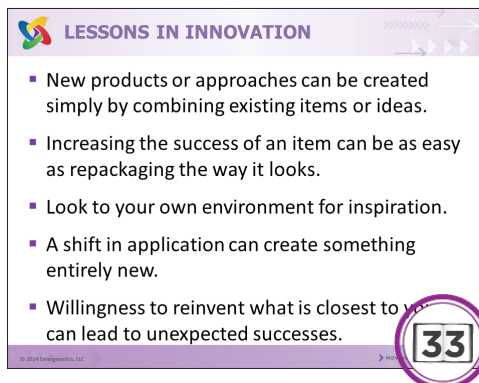 LESSONS IN INNOVATION
▪ New products or approaches can be created
simply by combining existing items or ideas.
▪ Increasing the success of an item can be as easy
as repackaging the way it looks.
▪ Look to your own environment for inspiration.
▪ A shift in application can create something
entirely new.
▪ Willingness to reinvent what is closest to
can lead to unexpected successes.
© 2014 Emergenetics, LLC
33